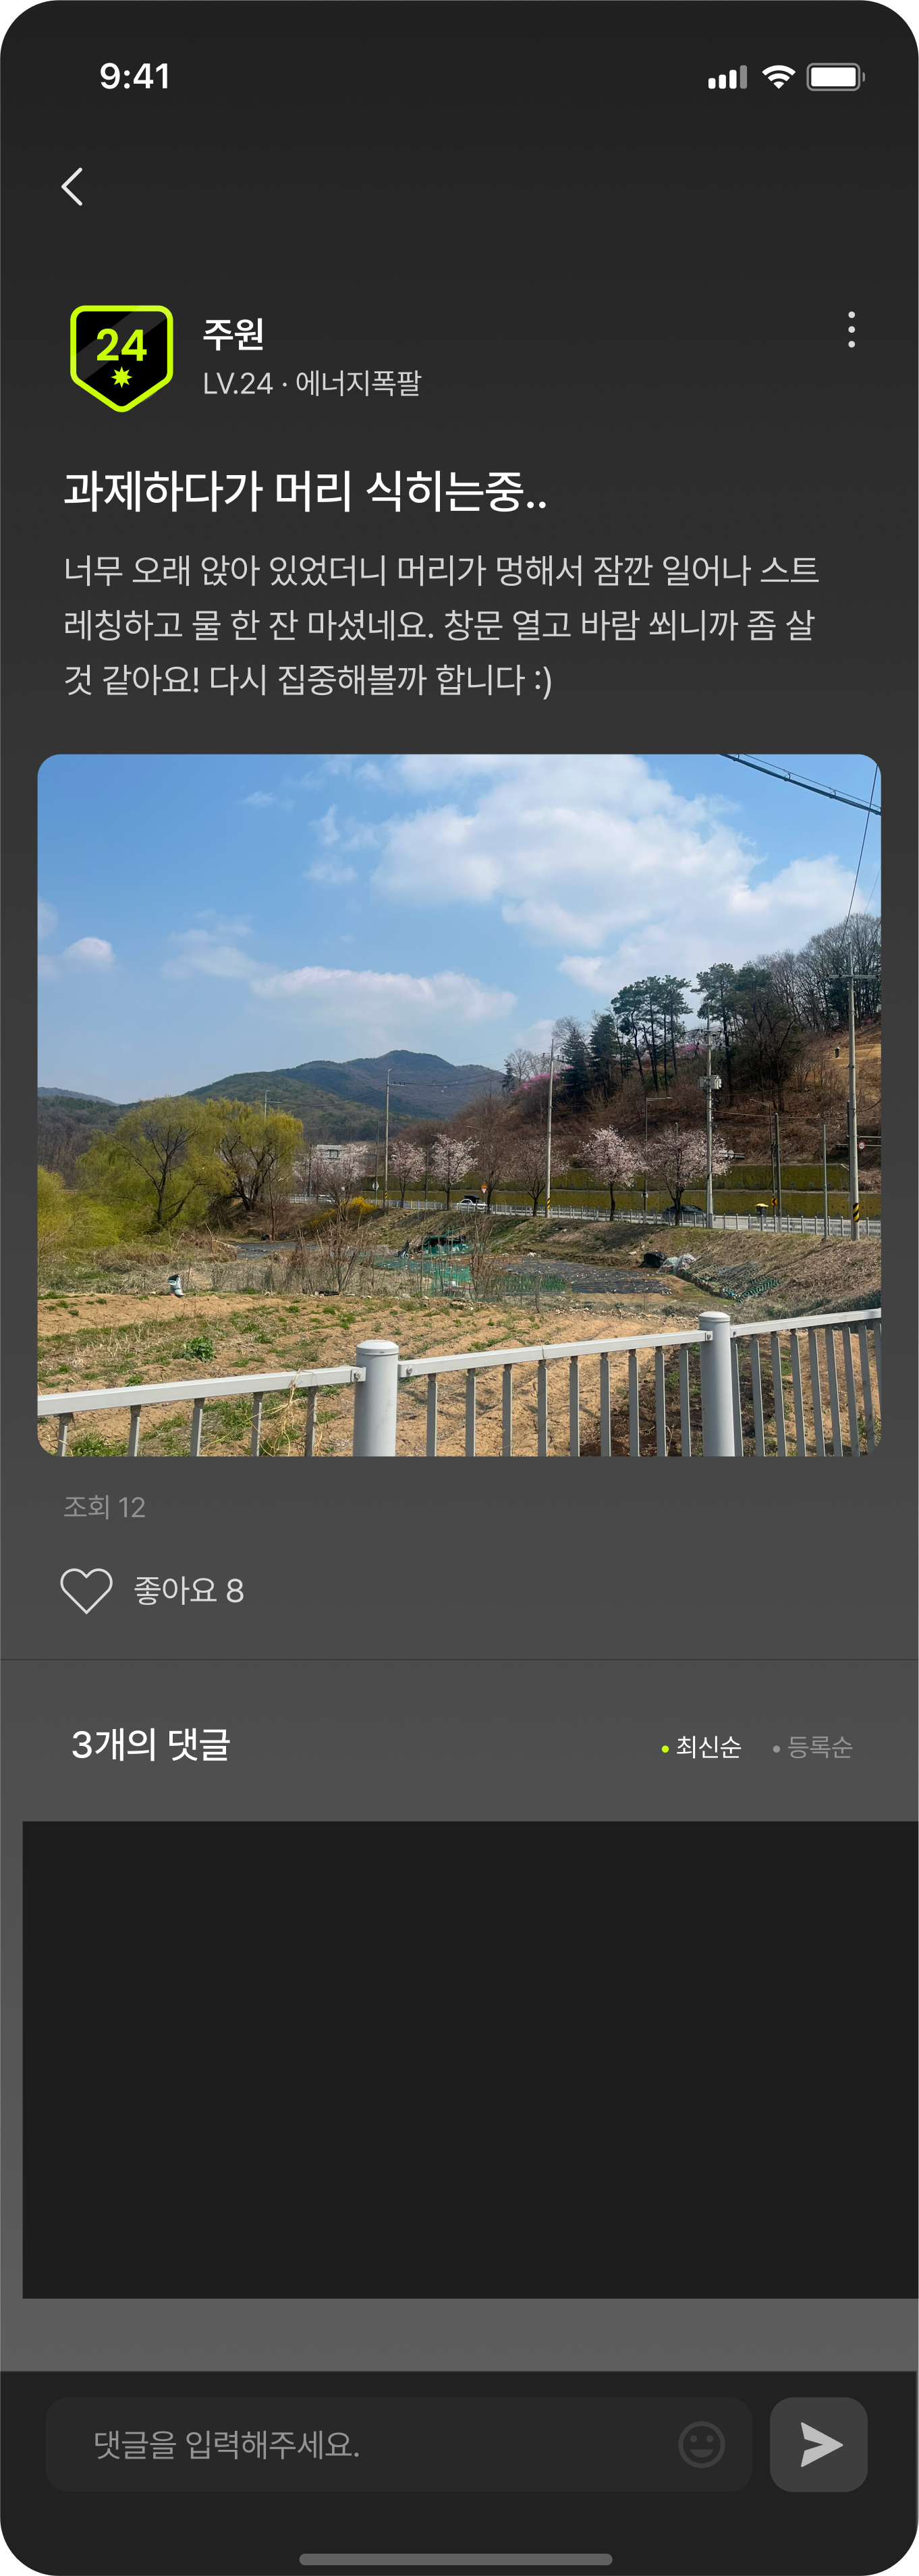 9:41
24
주원
LV.24 · 에너지폭팔
과제하다가 머리 식히는중..
너무 오래 앉아 있었더니 머리가 멍해서 잠깐 일어나 스트
레칭하고 물 한 잔 마셨네요. 창문 열고 바람 쐬니까 좀 살
것 같아요! 다시 집중해볼까 합니다 :)
조회 12
좋아요 8
3개의 댓글
• 최신순 • 등록순
댓글을 입력해주세요.